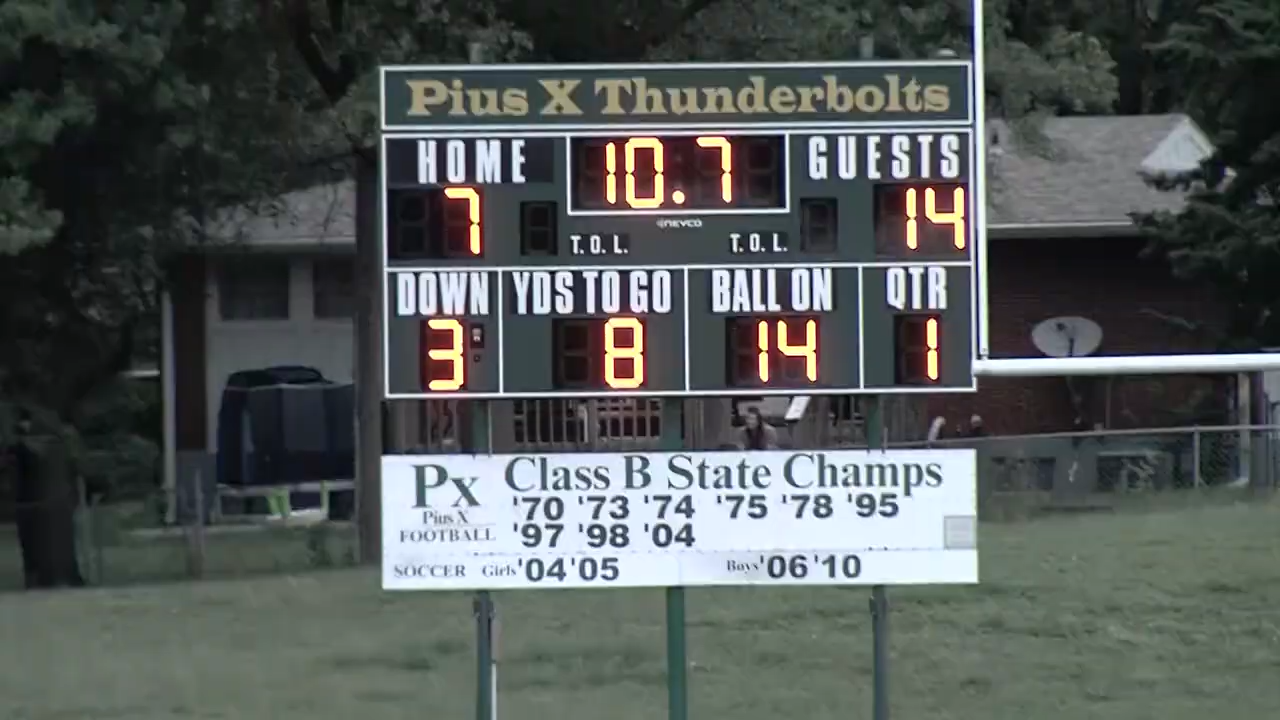 Pius X Thunderbolts
HOME 10.7 GUESTS
7 14
NEVCO
T.O.L. T.O.L.
DOWN YDS TO GO BALL ON QTR
3 8 14 1
Px Class B State Champs
'70 '73 '74 '75 '78 '95
Pius X
FOOTBALL '97 '98 '04
SOCCER Girls '04 '05 Boys '06 '10